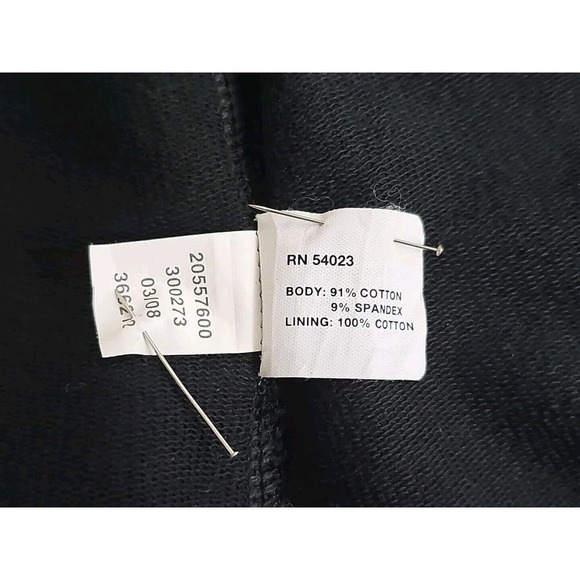 20557600
300273
03/08
RN 54023
BODY: 91% COTTON
9% SPANDEX
LINING: 100% COTTON